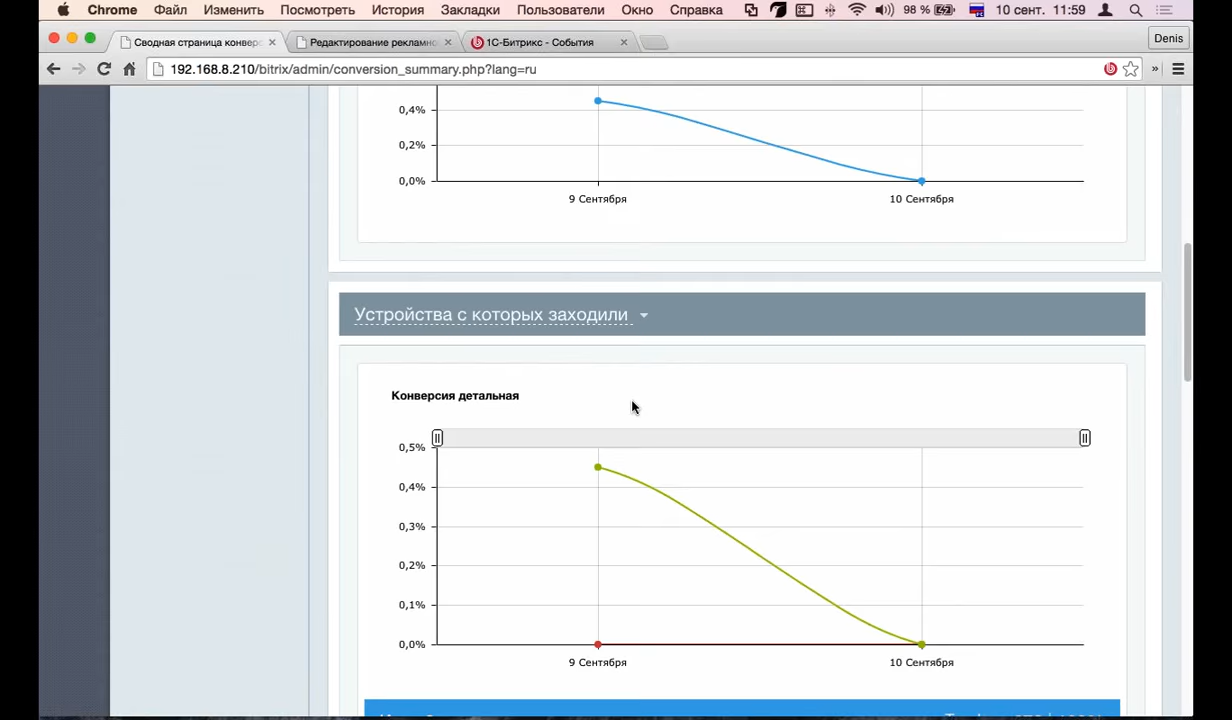 Chrome Файл Изменить Посмотреть История Закладки Пользователи Окно Справка 98 % 10 сент. 11:59
Сводная страница конверс Редактирование рекламно 1С-Битрикс - События Denis
192.168.8.210/bitrix/admin/conversion_summary.php?lang=ru
0,4%
0,2%
0,0%
9 Сентября 10 Сентября
Устройства с которых заходили
Конверсия детальная
0,5%
0,4%
0,3%
0,2%
0,1%
0,0%
9 Сентября 10 Сентября